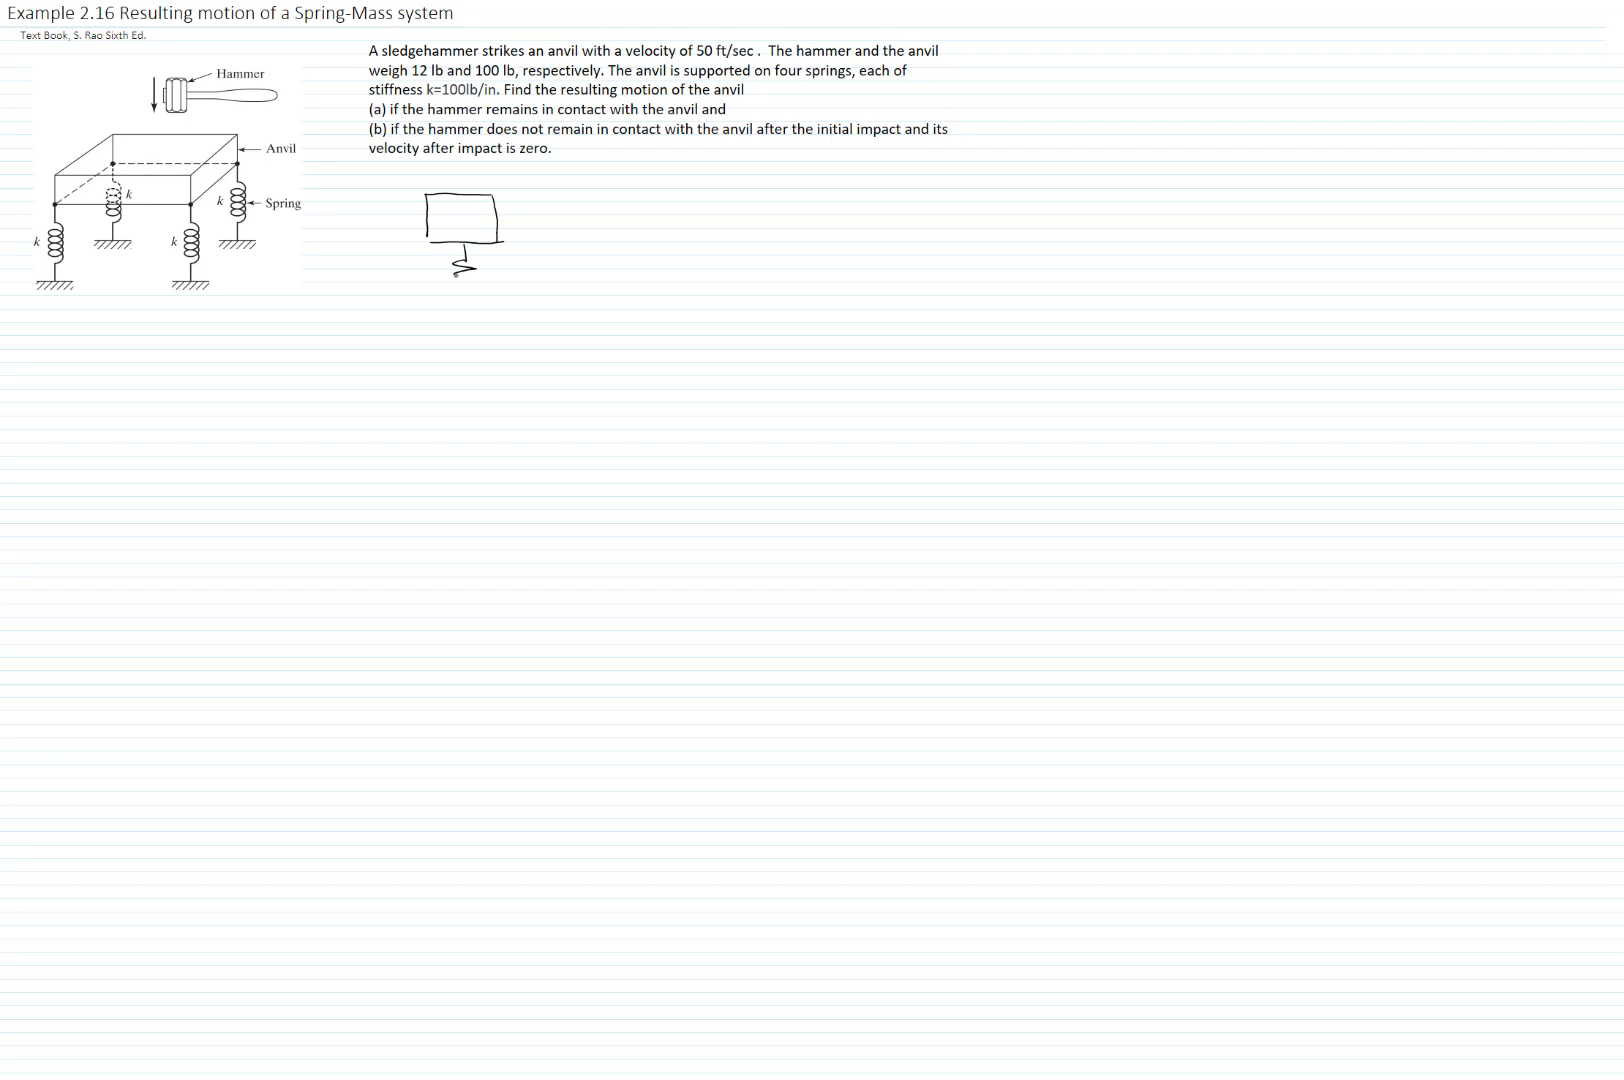 Example 2.16 Resulting motion of a Spring-Mass system
Text Book, S. Rao Sixth Ed.
A sledgehammer strikes an anvil with a velocity of 50 ft/sec . The hammer and the anvil
weigh 12 lb and 100 lb, respectively. The anvil is supported on four springs, each of
stiffness k=100lb/in. Find the resulting motion of the anvil
(a) if the hammer remains in contact with the anvil and
(b) if the hammer does not remain in contact with the anvil after the initial impact and its
velocity after impact is zero.
Hammer
Anvil
k
k
Spring
k
k